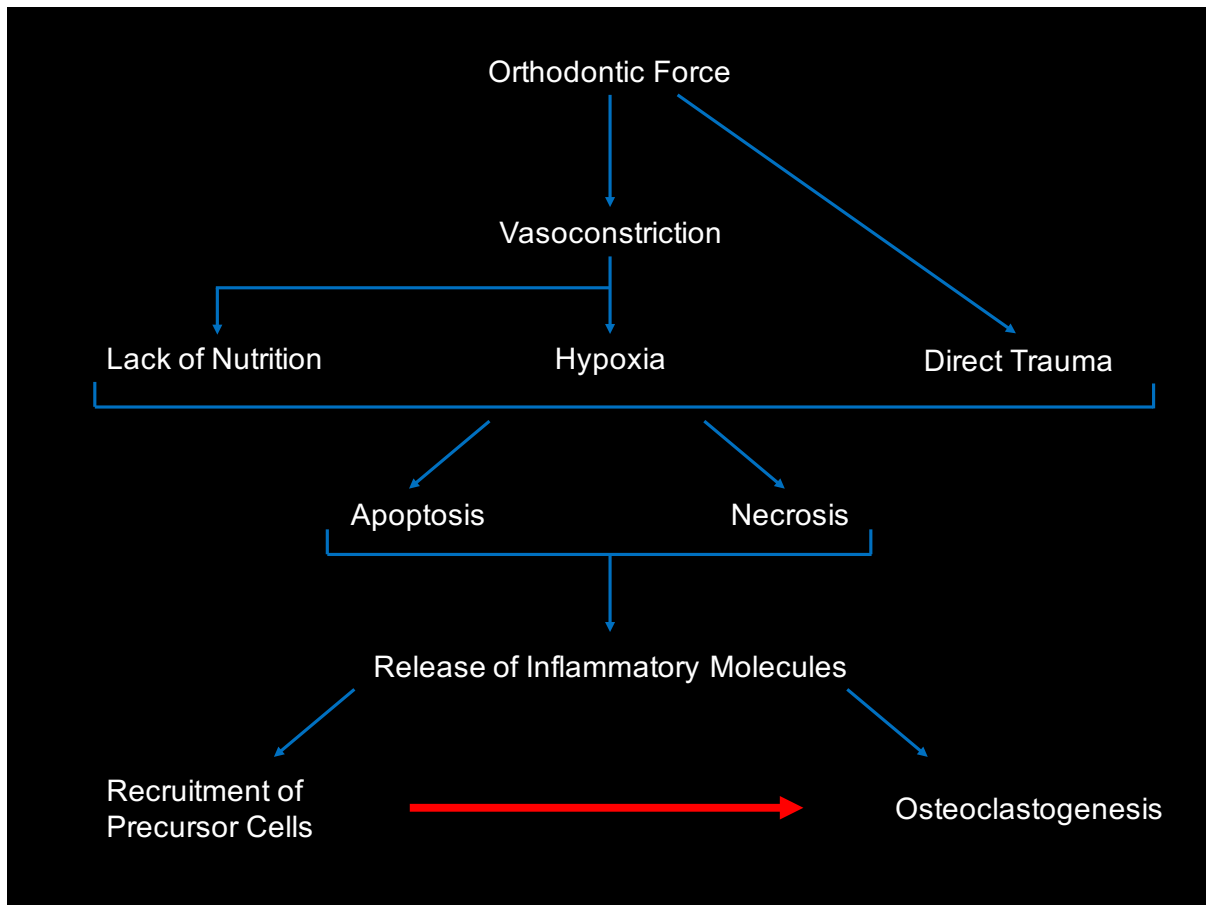 Orthodontic Force
Vasoconstriction
Lack of Nutrition
Hypoxia
Direct Trauma
Apoptosis
Necrosis
Release of Inflammatory Molecules
Recruitment of
Precursor Cells
Osteoclastogenesis